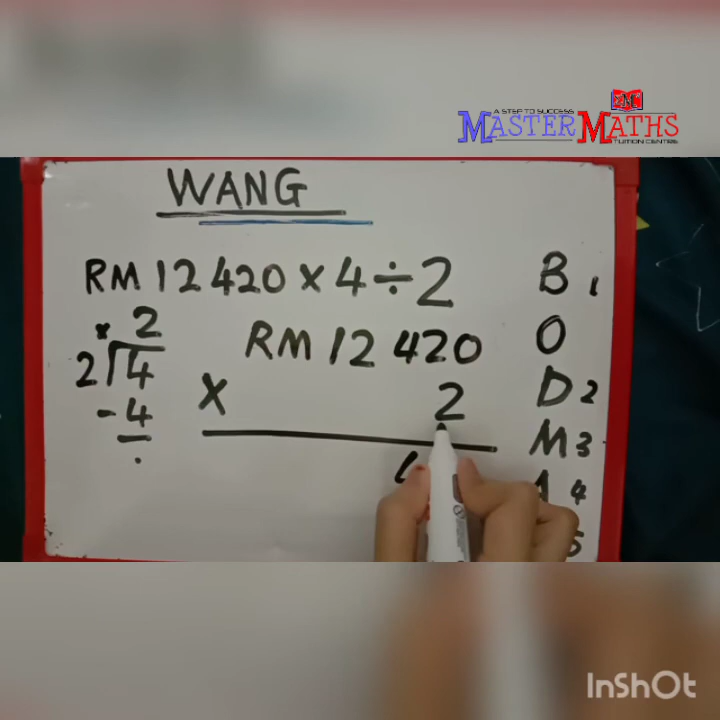 A STEP TO SUCCESS
MASTER MATHS
TUITION CENTRE
WANG
RM 12 420 × 4 ÷ 2
B 1
O
D 2
M 3
4
2
2 4
- 4
RM 12 420
× 2
InShOt